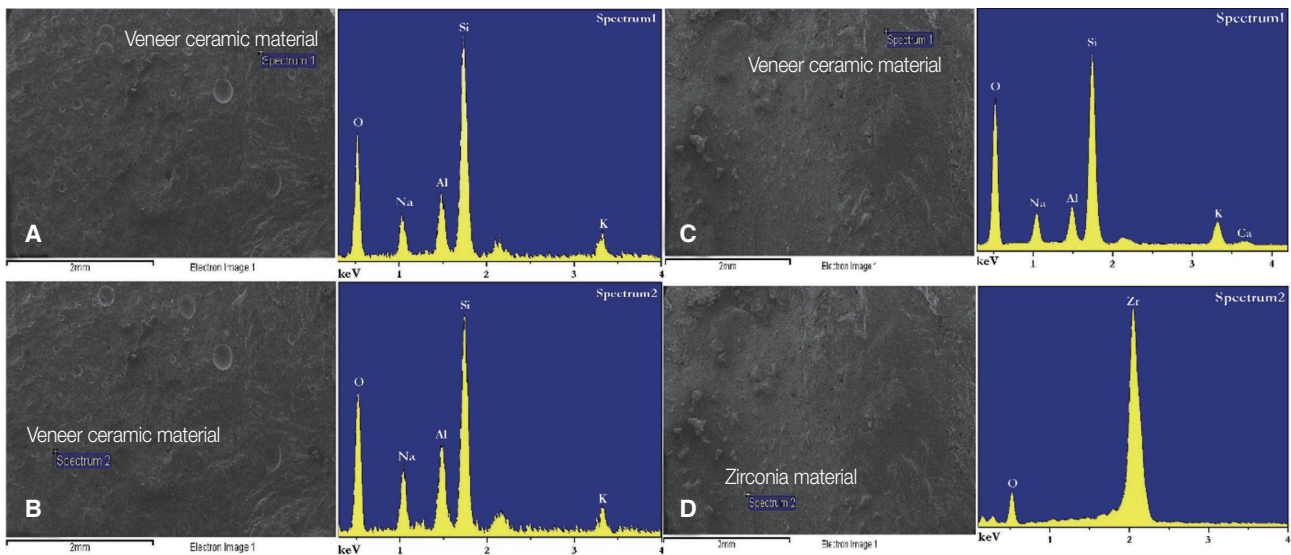 Veneer ceramic material
Spectrum 1
A
2mm
Electron Image 1
Spectrum1
Si
O
Al
Na
K
keV 1 2 3 4
Spectrum 1
Veneer ceramic material
C
2mm
Electron Image 1
Spectrum1
Si
O
Na
Al
K
Ca
keV 1 2 3 4
Veneer ceramic material
Spectrum 2
B
2mm
Electron Image 1
Spectrum2
Si
O
Al
Na
K
keV 1 2 3 4
Zirconia material
Spectrum 2
D
2mm
Electron Image 1
Spectrum2
Zr
O
keV 1 2 3 4